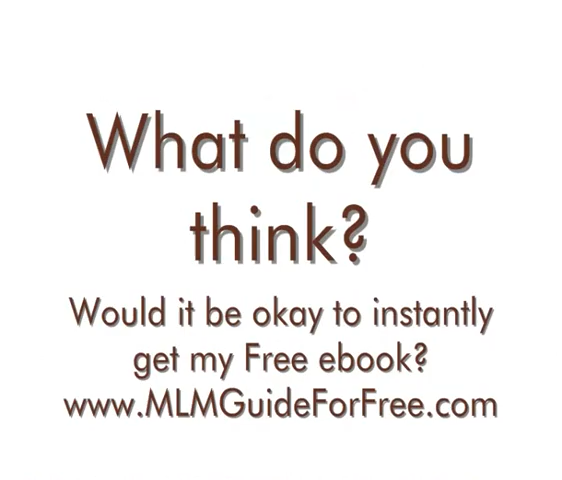 What do you
think?
Would it be okay to instantly
get my Free ebook?
www.MLMGuideForFree.com